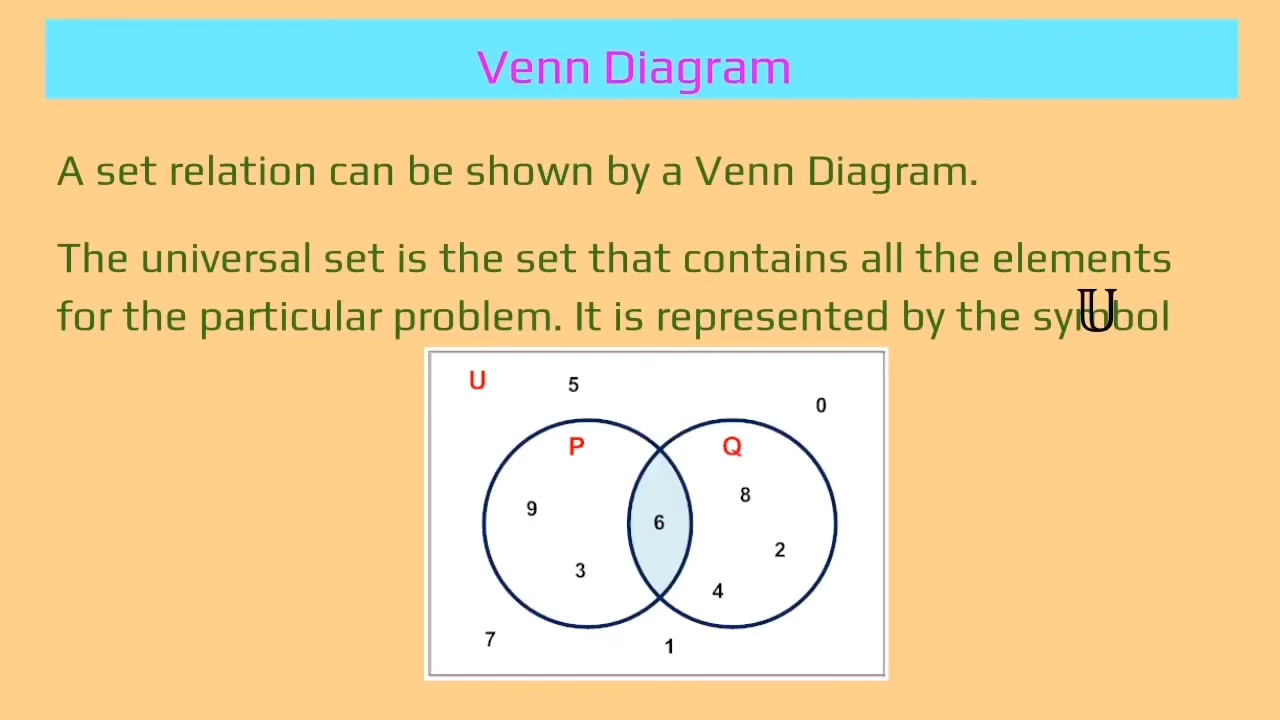 Venn Diagram
A set relation can be shown by a Venn Diagram.
The universal set is the set that contains all the elements
for the particular problem. It is represented by the symbol
𝕌
U 5
0
P Q
8
9
6
2
3
4
7
1